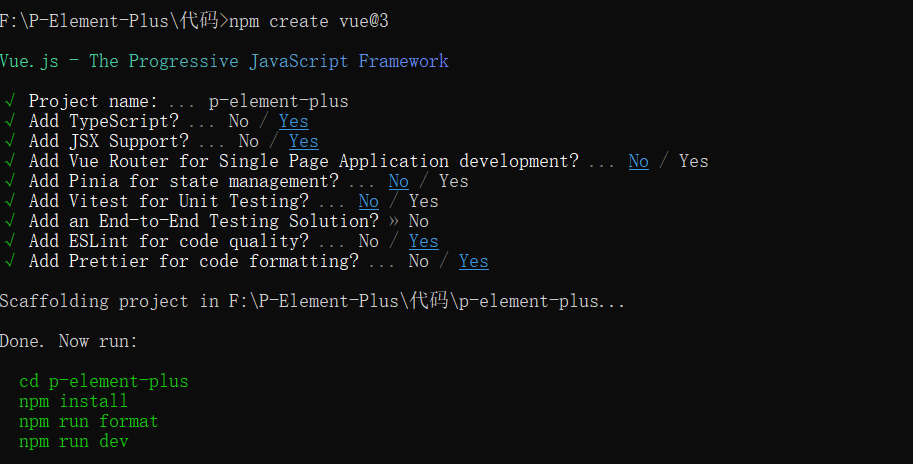 F:\P-Element-Plus\代码>npm create vue@3
Vue.js - The Progressive JavaScript Framework
√ Project name: ... p-element-plus
√ Add TypeScript? ... No / Yes
√ Add JSX Support? ... No / Yes
√ Add Vue Router for Single Page Application development? ... No / Yes
√ Add Pinia for state management? ... No / Yes
√ Add Vitest for Unit Testing? ... No / Yes
√ Add an End-to-End Testing Solution? » No
√ Add ESLint for code quality? ... No / Yes
√ Add Prettier for code formatting? ... No / Yes
Scaffolding project in F:\P-Element-Plus\代码\p-element-plus...
Done. Now run:
cd p-element-plus
npm install
npm run format
npm run dev